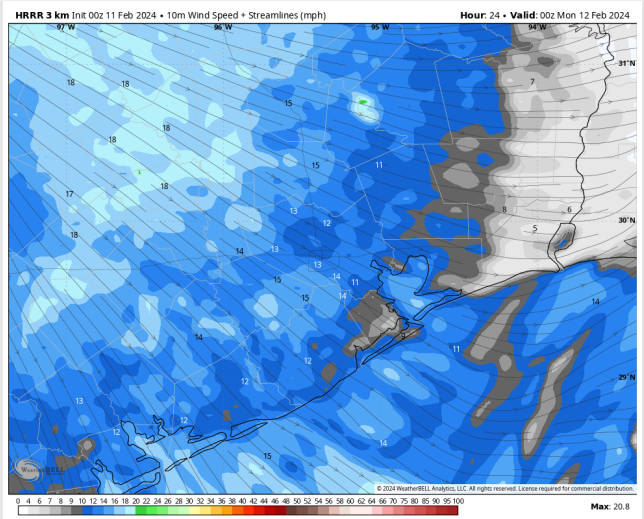 HRRR 3 km Init 00z 11 Feb 2024 • 10m Wind Speed + Streamlines (mph) Hour: 24 • Valid: 00z Mon 12 Feb 2024
97°W 96°W 95°W 94°W
31°N
7
18 18
15
18 18
15 11
17 18
13 8 6
12 30°N
18 5
14 13
13
15 14 11
15 14 14
14 9
11
12
12 29°N
13
12
12
14
15
WeatherBELL
© 2024 WeatherBELL Analytics, LLC. All rights reserved. License required for commercial distribution.
0 4 6 7 8 9 10 12 14 16 18 20 22 24 26 28 30 32 34 36 38 40 42 44 46 48 50 52 54 56 58 60 62 64 66 70 75 80 85 90 95 100
Max: 20.8